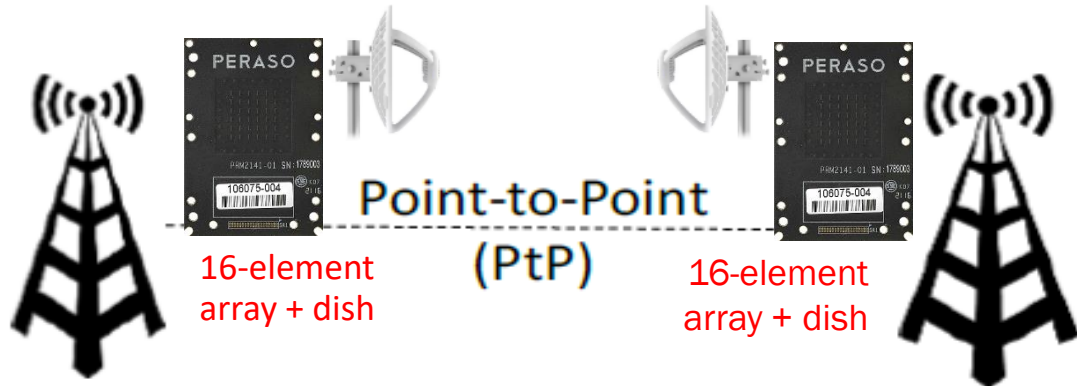 PERASO
PRM2141-01 SN:1789003
106075-004
16-element
array + dish
Point-to-Point
(PtP)
PERASO
PRM2141-01 SN:1789003
106075-004
16-element
array + dish